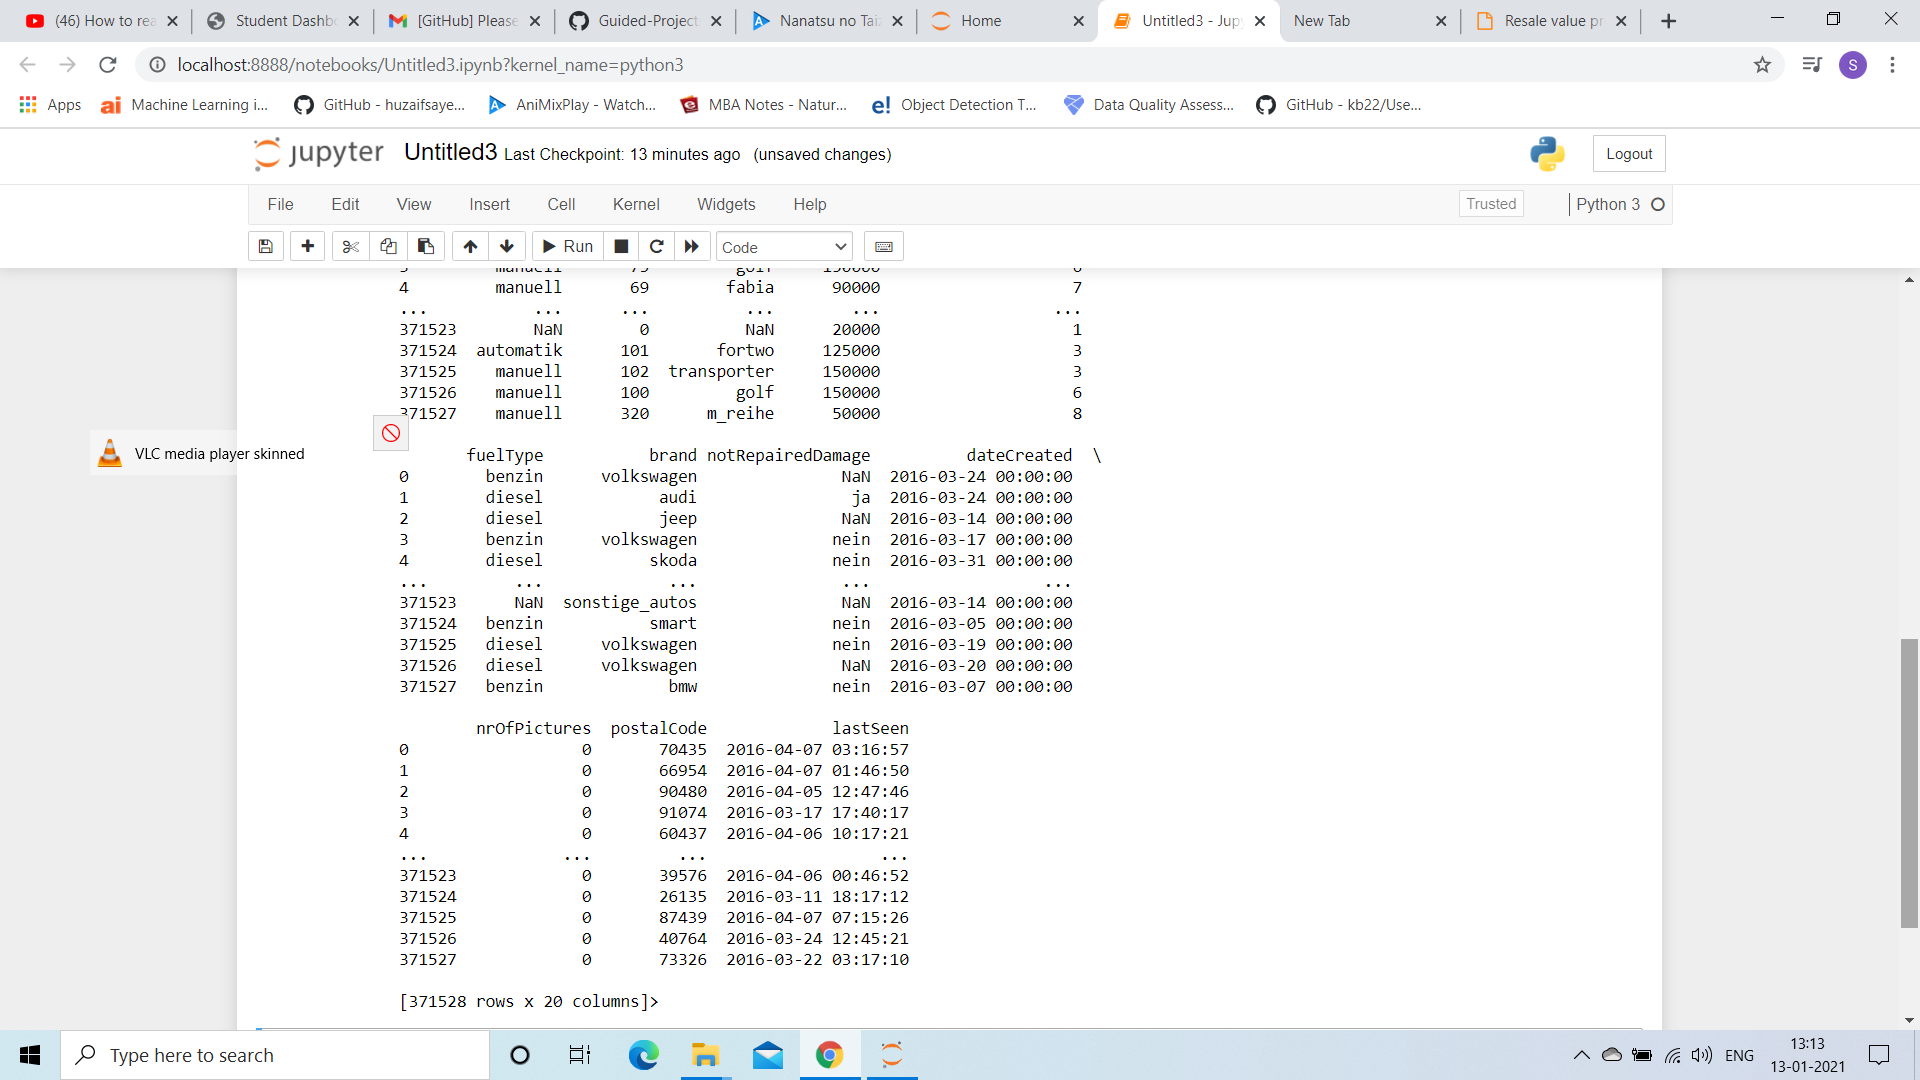 (46) How to rea
Student Dashbo
[GitHub] Please
Guided-Project
Nanatsu no Tai
Home
Untitled3 - Jup
New Tab
Resale value pr
localhost:8888/notebooks/Untitled3.ipynb?kernel_name=python3
S
Apps
Machine Learning i...
GitHub - huzaifsaye...
AniMixPlay - Watch...
MBA Notes - Natur...
e! Object Detection T...
Data Quality Assess...
GitHub - kb22/Use...
jupyter Untitled3 Last Checkpoint: 13 minutes ago (unsaved changes)
Logout
File Edit View Insert Cell Kernel Widgets Help
Trusted
Python 3
Run
Code
4 manuell 69 fabia 90000 7
... ... ... ... ... ...
371523 NaN 0 NaN 20000 1
371524 automatik 101 fortwo 125000 3
371525 manuell 102 transporter 150000 3
371526 manuell 100 golf 150000 6
371527 manuell 320 m_reihe 50000 8
VLC media player skinned
fuelType brand notRepairedDamage dateCreated \
0 benzin volkswagen NaN 2016-03-24 00:00:00
1 diesel audi ja 2016-03-24 00:00:00
2 diesel jeep NaN 2016-03-14 00:00:00
3 benzin volkswagen nein 2016-03-17 00:00:00
4 diesel skoda nein 2016-03-31 00:00:00
... ... ... ... ...
371523 NaN sonstige_autos NaN 2016-03-14 00:00:00
371524 benzin smart nein 2016-03-05 00:00:00
371525 diesel volkswagen nein 2016-03-19 00:00:00
371526 diesel volkswagen NaN 2016-03-20 00:00:00
371527 benzin bmw nein 2016-03-07 00:00:00
nrOfPictures postalCode lastSeen
0 0 70435 2016-04-07 03:16:57
1 0 66954 2016-04-07 01:46:50
2 0 90480 2016-04-05 12:47:46
3 0 91074 2016-03-17 17:40:17
4 0 60437 2016-04-06 10:17:21
... ... ... ...
371523 0 39576 2016-04-06 00:46:52
371524 0 26135 2016-03-11 18:17:12
371525 0 87439 2016-04-07 07:15:26
371526 0 40764 2016-03-24 12:45:21
371527 0 73326 2016-03-22 03:17:10
[371528 rows x 20 columns]>
Type here to search
ENG
13:13
13-01-2021